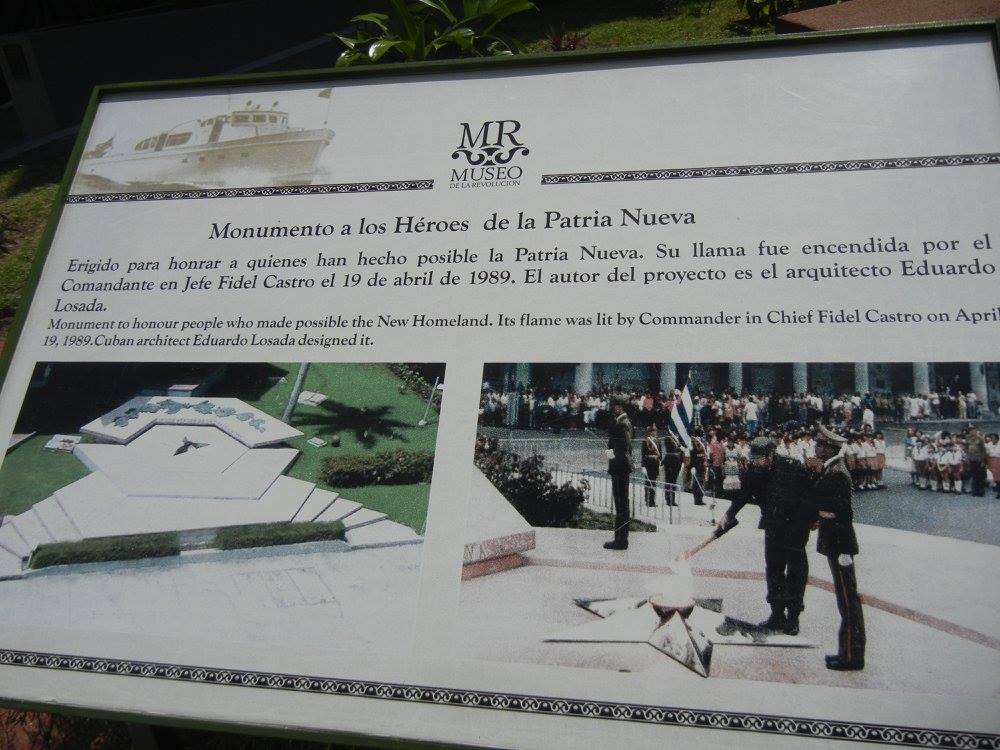 MR
MUSEO
DE LA REVOLUCION
Monumento a los Héroes de la Patria Nueva
Erigido para honrar a quienes han hecho posible la Patria Nueva. Su llama fue encendida por el
Comandante en Jefe Fidel Castro el 19 de abril de 1989. El autor del proyecto es el arquitecto Eduardo
Losada.
Monument to honour people who made possible the New Homeland. Its flame was lit by Commander in Chief Fidel Castro on April
19, 1989.Cuban architect Eduardo Losada designed it.